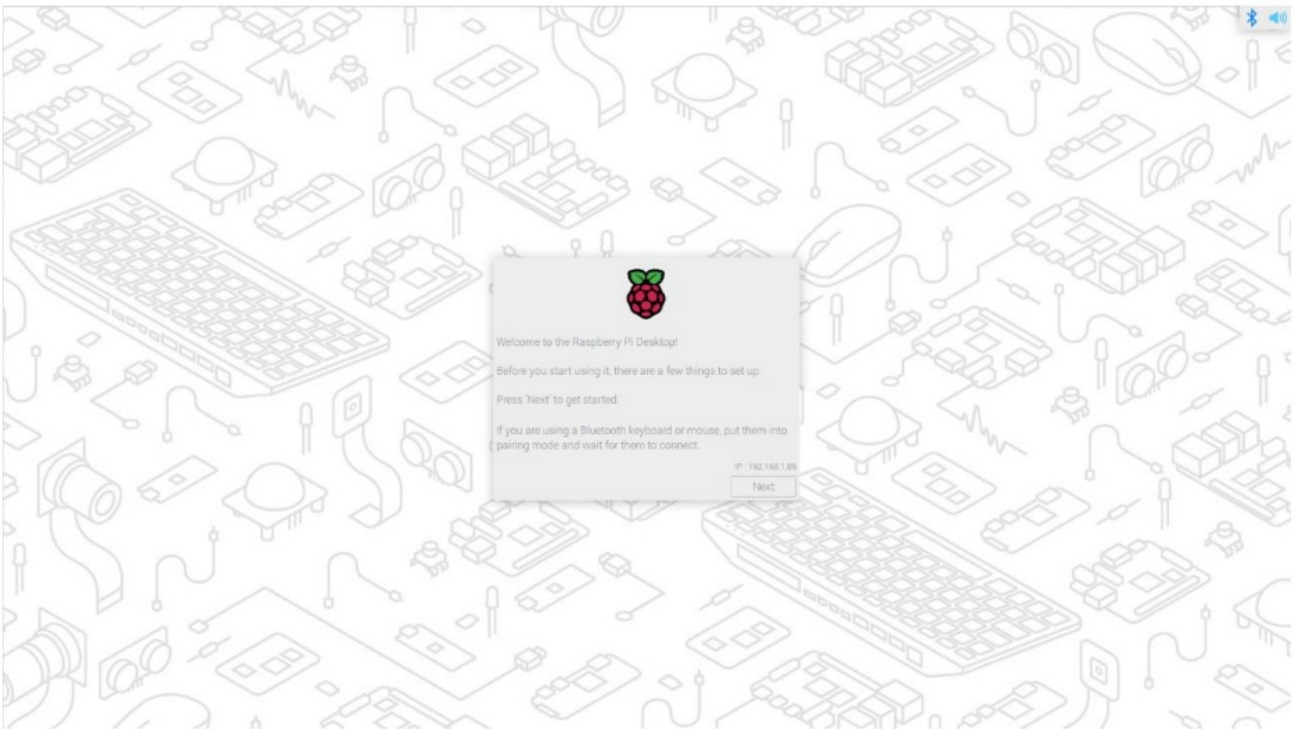 Welcome to the Raspberry Pi Desktop!
Before you start using it, there are a few things to set up.
Press 'Next' to get started.
If you are using a Bluetooth keyboard or mouse, put them into
pairing mode and wait for them to connect.
IP : 192.168.1.89
Next